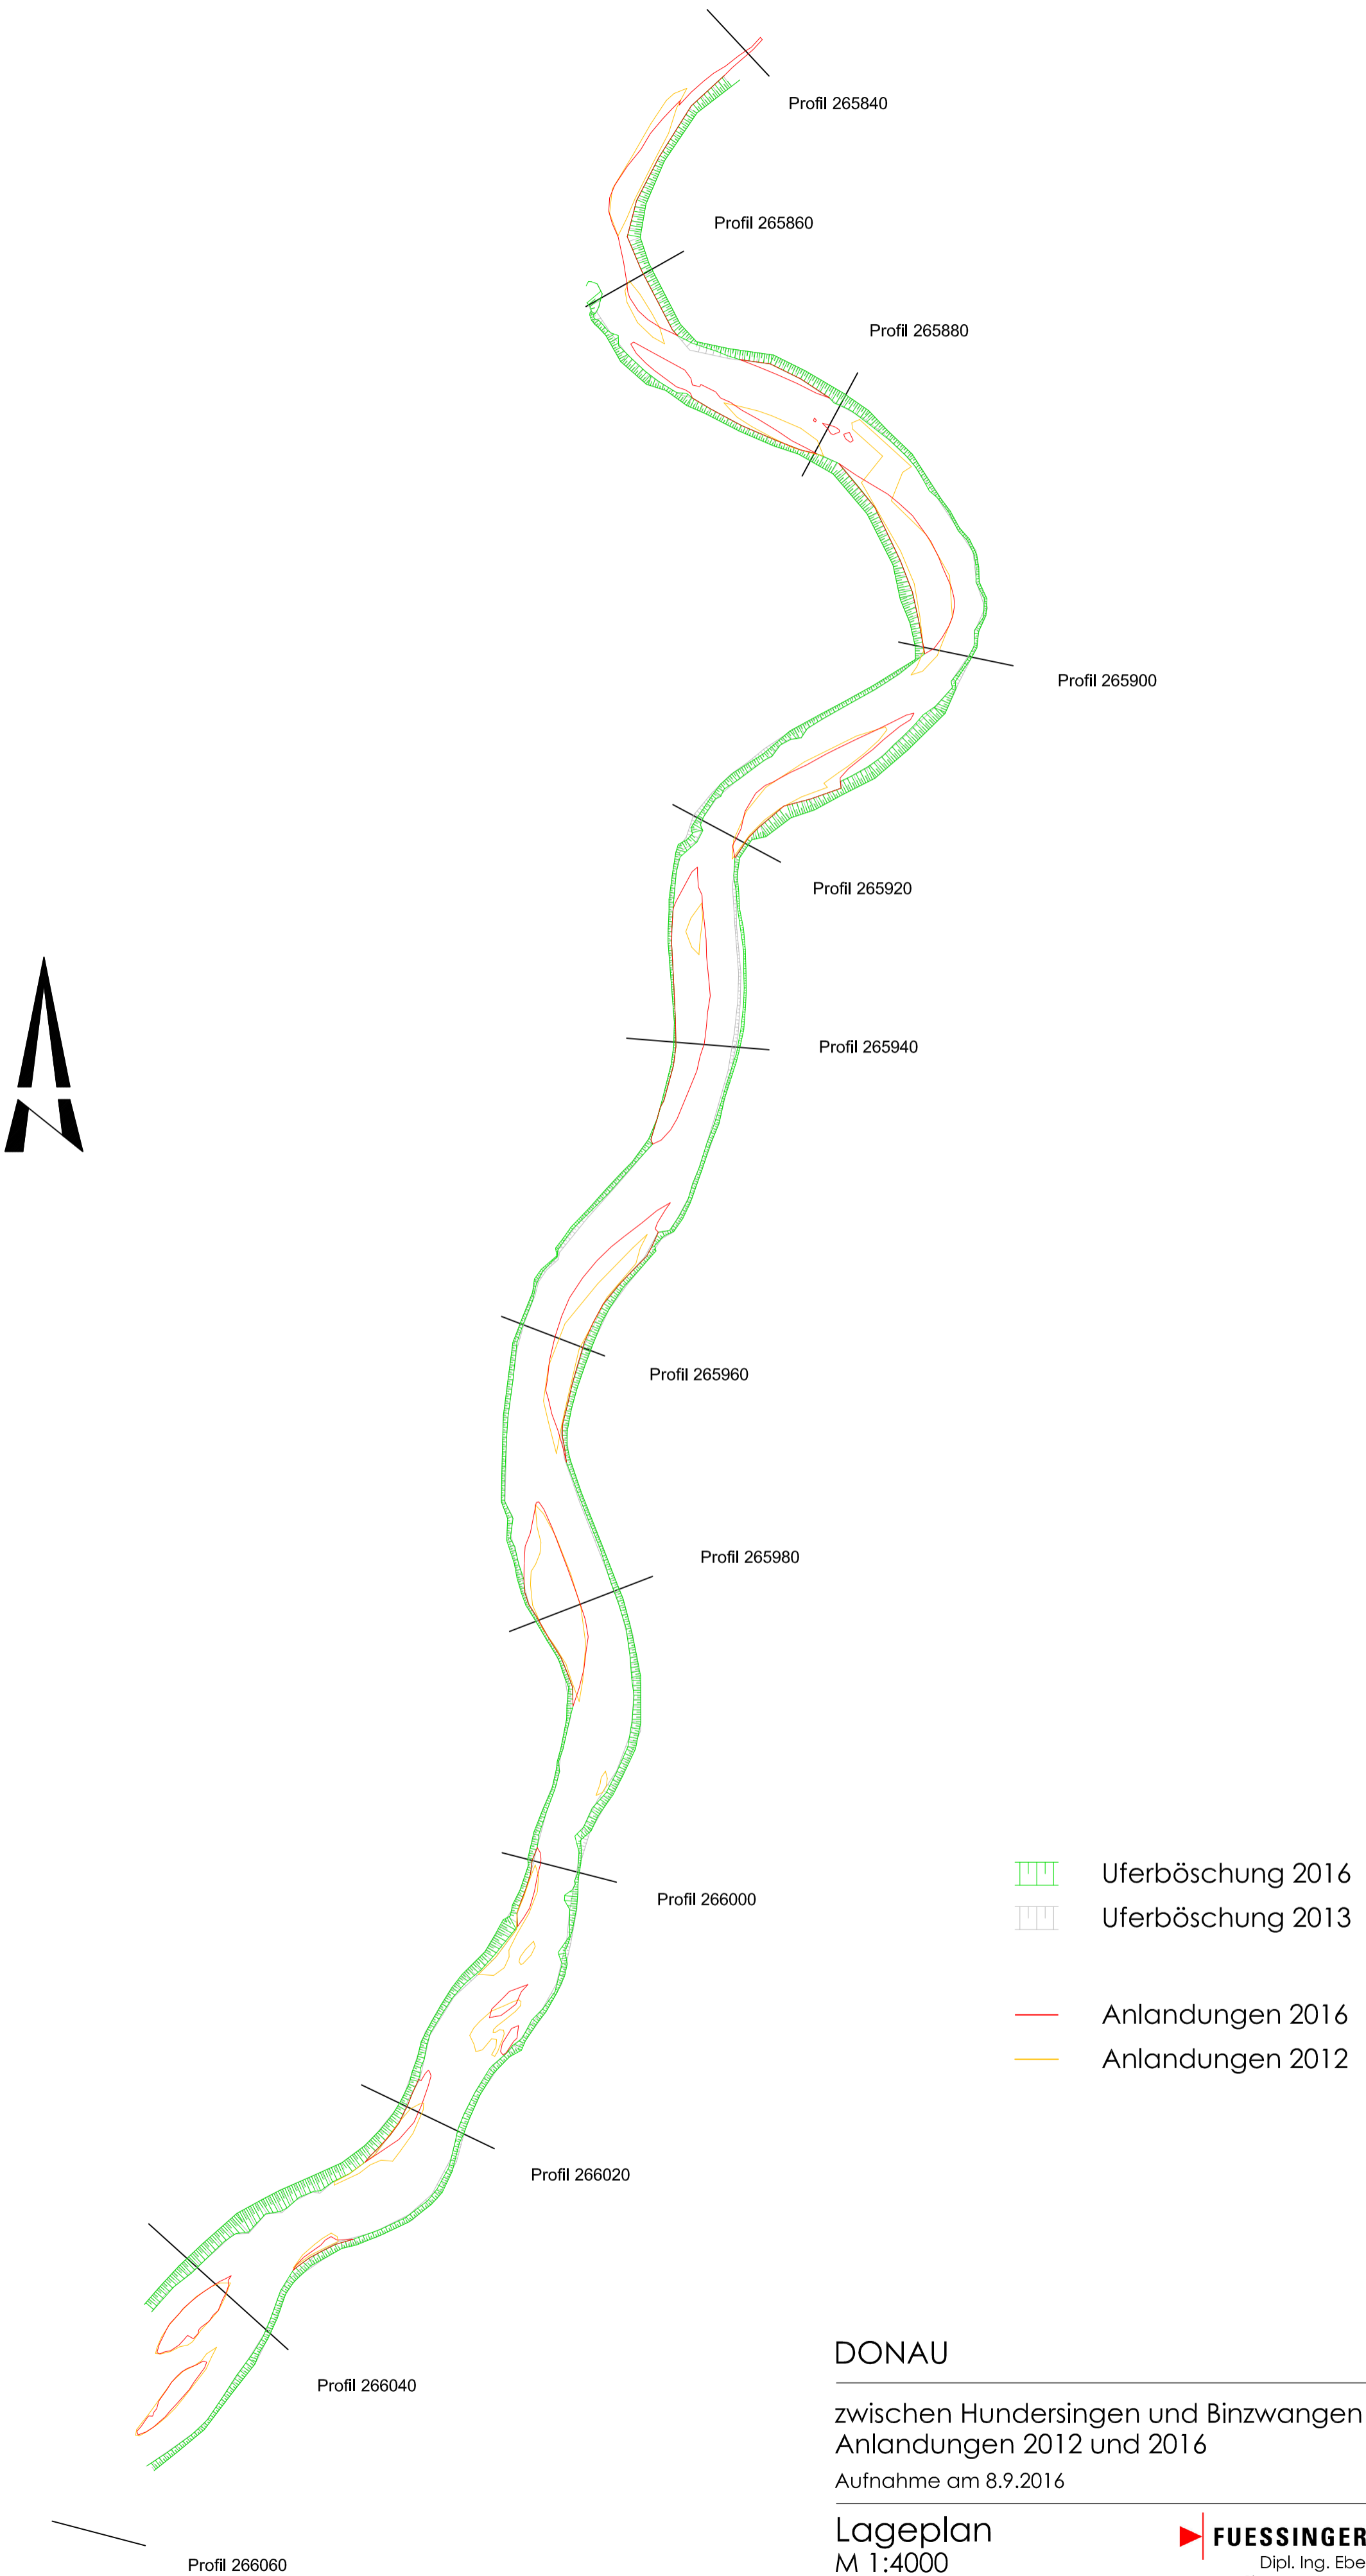 Profil 265840
Profil 265860
Profil 265880
Profil 265900
Profil 265920
Profil 265940
Profil 265960
Profil 265980
Profil 266000
Uferböschung 2016
Uferböschung 2013
Anlandungen 2016
Anlandungen 2012
Profil 266020
Profil 266040
Profil 266060
N
DONAU
zwischen Hundersingen und Binzwangen
Anlandungen 2012 und 2016
Aufnahme am 8.9.2016
Lageplan
M 1:4000
FUESSINGER
Dipl. Ing. Ebe